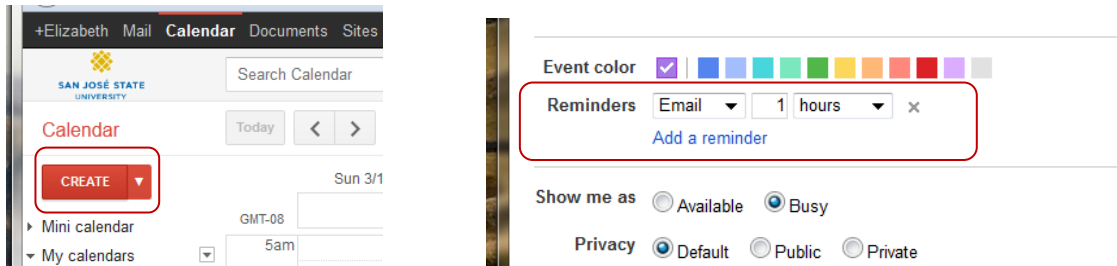 +Elizabeth Mail Calendar Documents Sites
SAN JOSÉ STATE
UNIVERSITY
Search Calendar
Calendar
Today
CREATE
Sun 3/1
GMT-08
Mini calendar
5am
My calendars
Event color
Reminders Email 1 hours
Add a reminder
Show me as Available Busy
Privacy Default Public Private